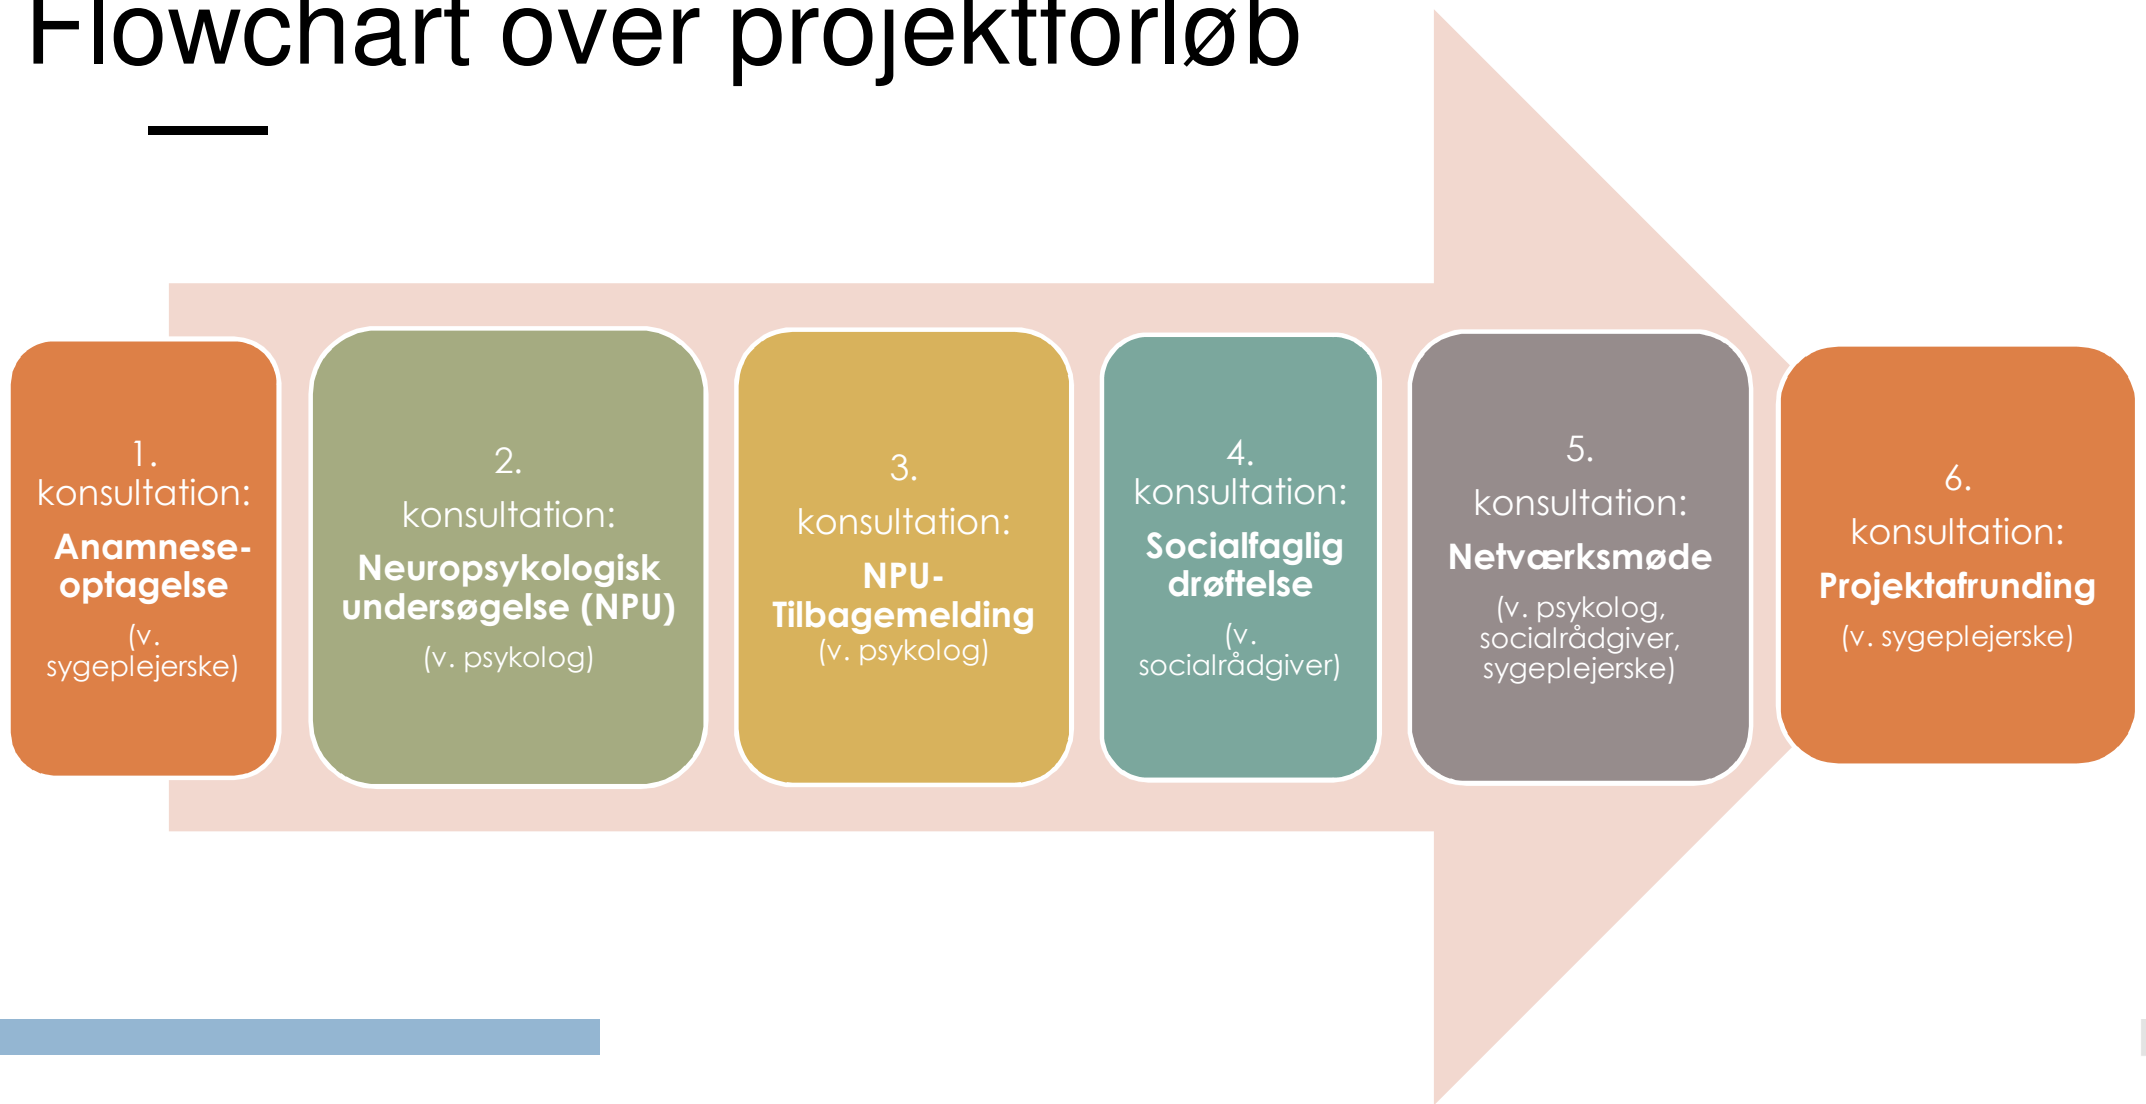 Flowchart over projektforløb
1.
konsultation:
Anamnese-
optagelse
(v.
sygeplejerske)
2.
konsultation:
Neuropsykologisk
undersøgelse (NPU)
(v. psykolog)
3.
konsultation:
NPU-
Tilbagemelding
(v. psykolog)
4.
konsultation:
Socialfaglig
drøftelse
(v.
socialrådgiver)
5.
konsultation:
Netværksmøde
(v. psykolog,
socialrådgiver,
sygeplejerske)
6.
konsultation:
Projektafrunding
(v. sygeplejerske)